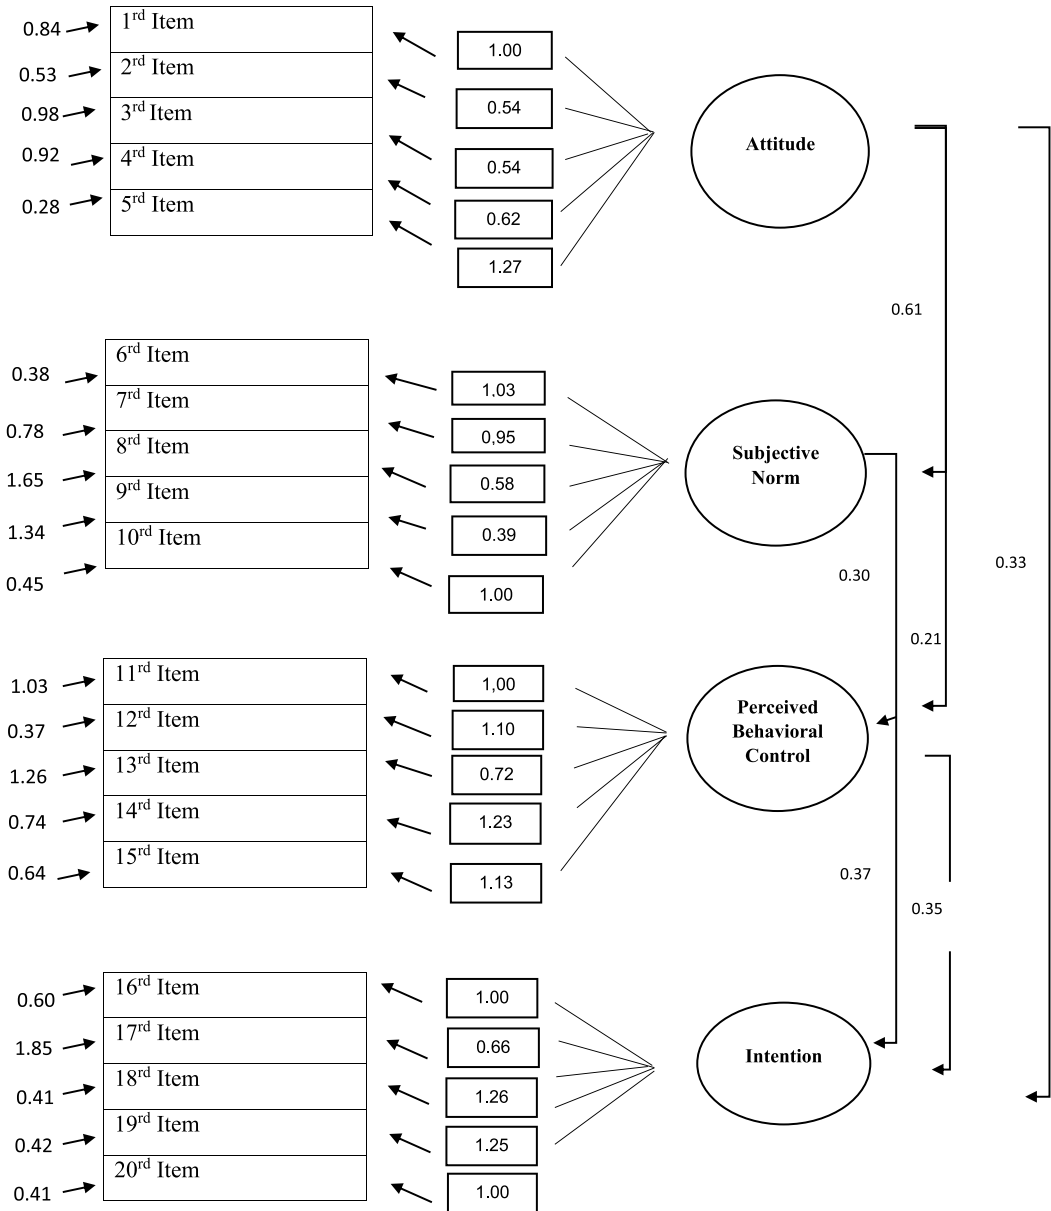 0.84
1rd Item
1.00
0.53
2rd Item
0.54
0.98
3rd Item
0.54
0.92
4rd Item
0.62
0.28
5rd Item
1.27
Attitude
0.61
0.38
6rd Item
1.03
0.78
7rd Item
0,95
1.65
8rd Item
0.58
1.34
9rd Item
0.39
0.45
10rd Item
1.00
Subjective
Norm
0.30
0.33
0.21
1.03
11rd Item
1,00
0.37
12rd Item
1.10
1.26
13rd Item
0.72
0.74
14rd Item
1.23
0.64
15rd Item
1.13
Perceived
Behavioral
Control
0.37
0.35
0.60
16rd Item
1.00
1.85
17rd Item
0.66
0.41
18rd Item
1.26
0.42
19rd Item
1.25
0.41
20rd Item
1.00
Intention